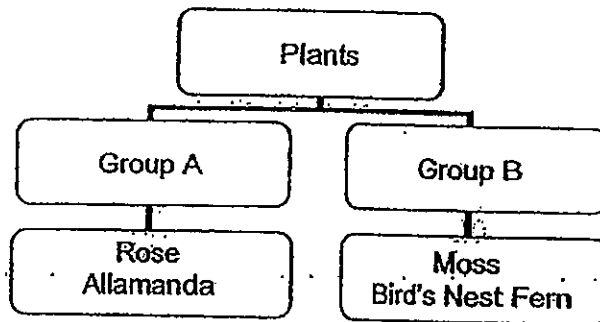 Plants
Group A
Group B
Rose
Allamanda
Moss
Bird's Nest Fern